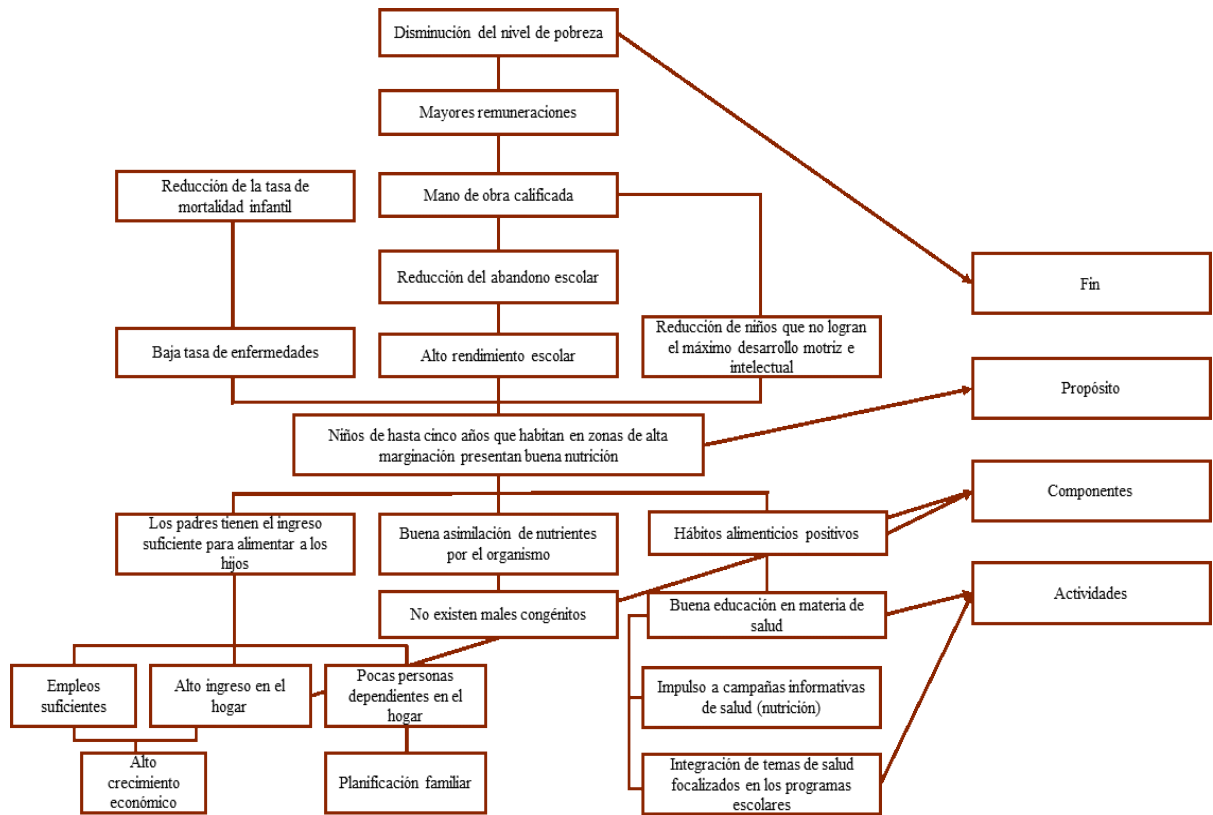 Disminución del nivel de pobreza
Mayores remuneraciones
Reducción de la tasa de
mortalidad infantil
Mano de obra calificada
Reducción del abandono escolar
Fin
Baja tasa de enfermedades
Alto rendimiento escolar
Reducción de niños que no logran
el máximo desarrollo motriz e
intelectual
Propósito
Niños de hasta cinco años que habitan en zonas de alta
marginación presentan buena nutrición
Componentes
Los padres tienen el ingreso
suficiente para alimentar a los
hijos
Buena asimilación de nutrientes
por el organismo
Hábitos alimenticios positivos
Actividades
No existen males congénitos
Buena educación en materia de
salud
Empleos
suficientes
Alto ingreso en el
hogar
Pocas personas
dependientes en el
hogar
Impulso a campañas informativas
de salud (nutrición)
Alto
crecimiento
económico
Planificación familiar
Integración de temas de salud
focalizados en los programas
escolares